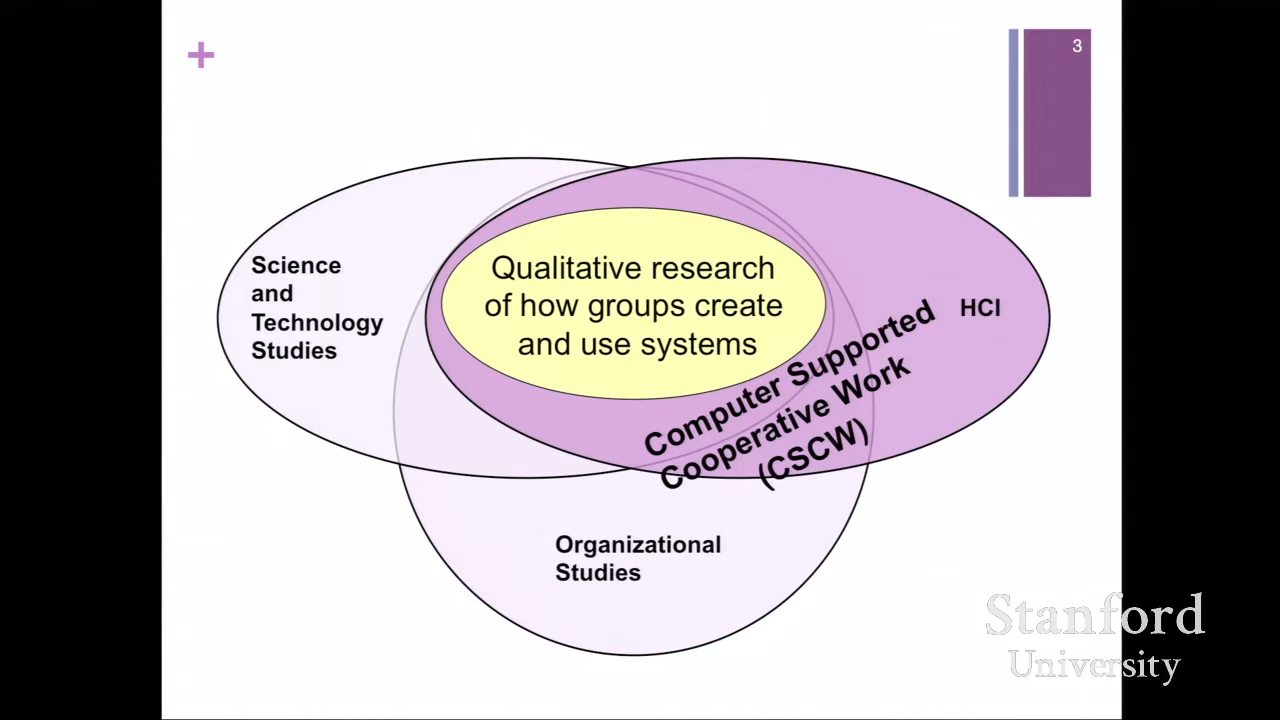 +
3
Science
and
Technology
Studies
Qualitative research
of how groups create
and use systems
HCI
Computer Supported
Cooperative Work
(CSCW)
Organizational
Studies
Stanford
University